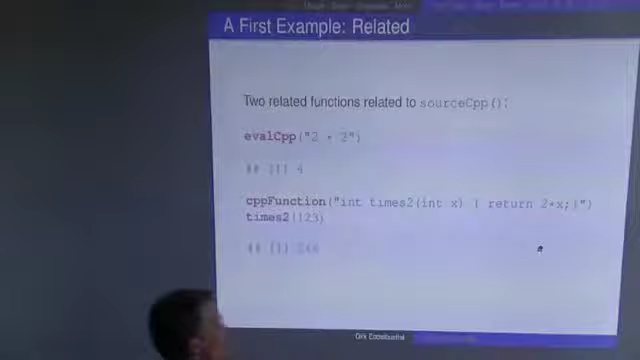 A First Example: Related
Two related functions related to sourceCpp():
evalCpp("2 + 2")
## [1] 4
cppFunction("int times2(int x) { return 2*x;}")
times2(123)
## [1] 246
Dirk Eddelbuettel